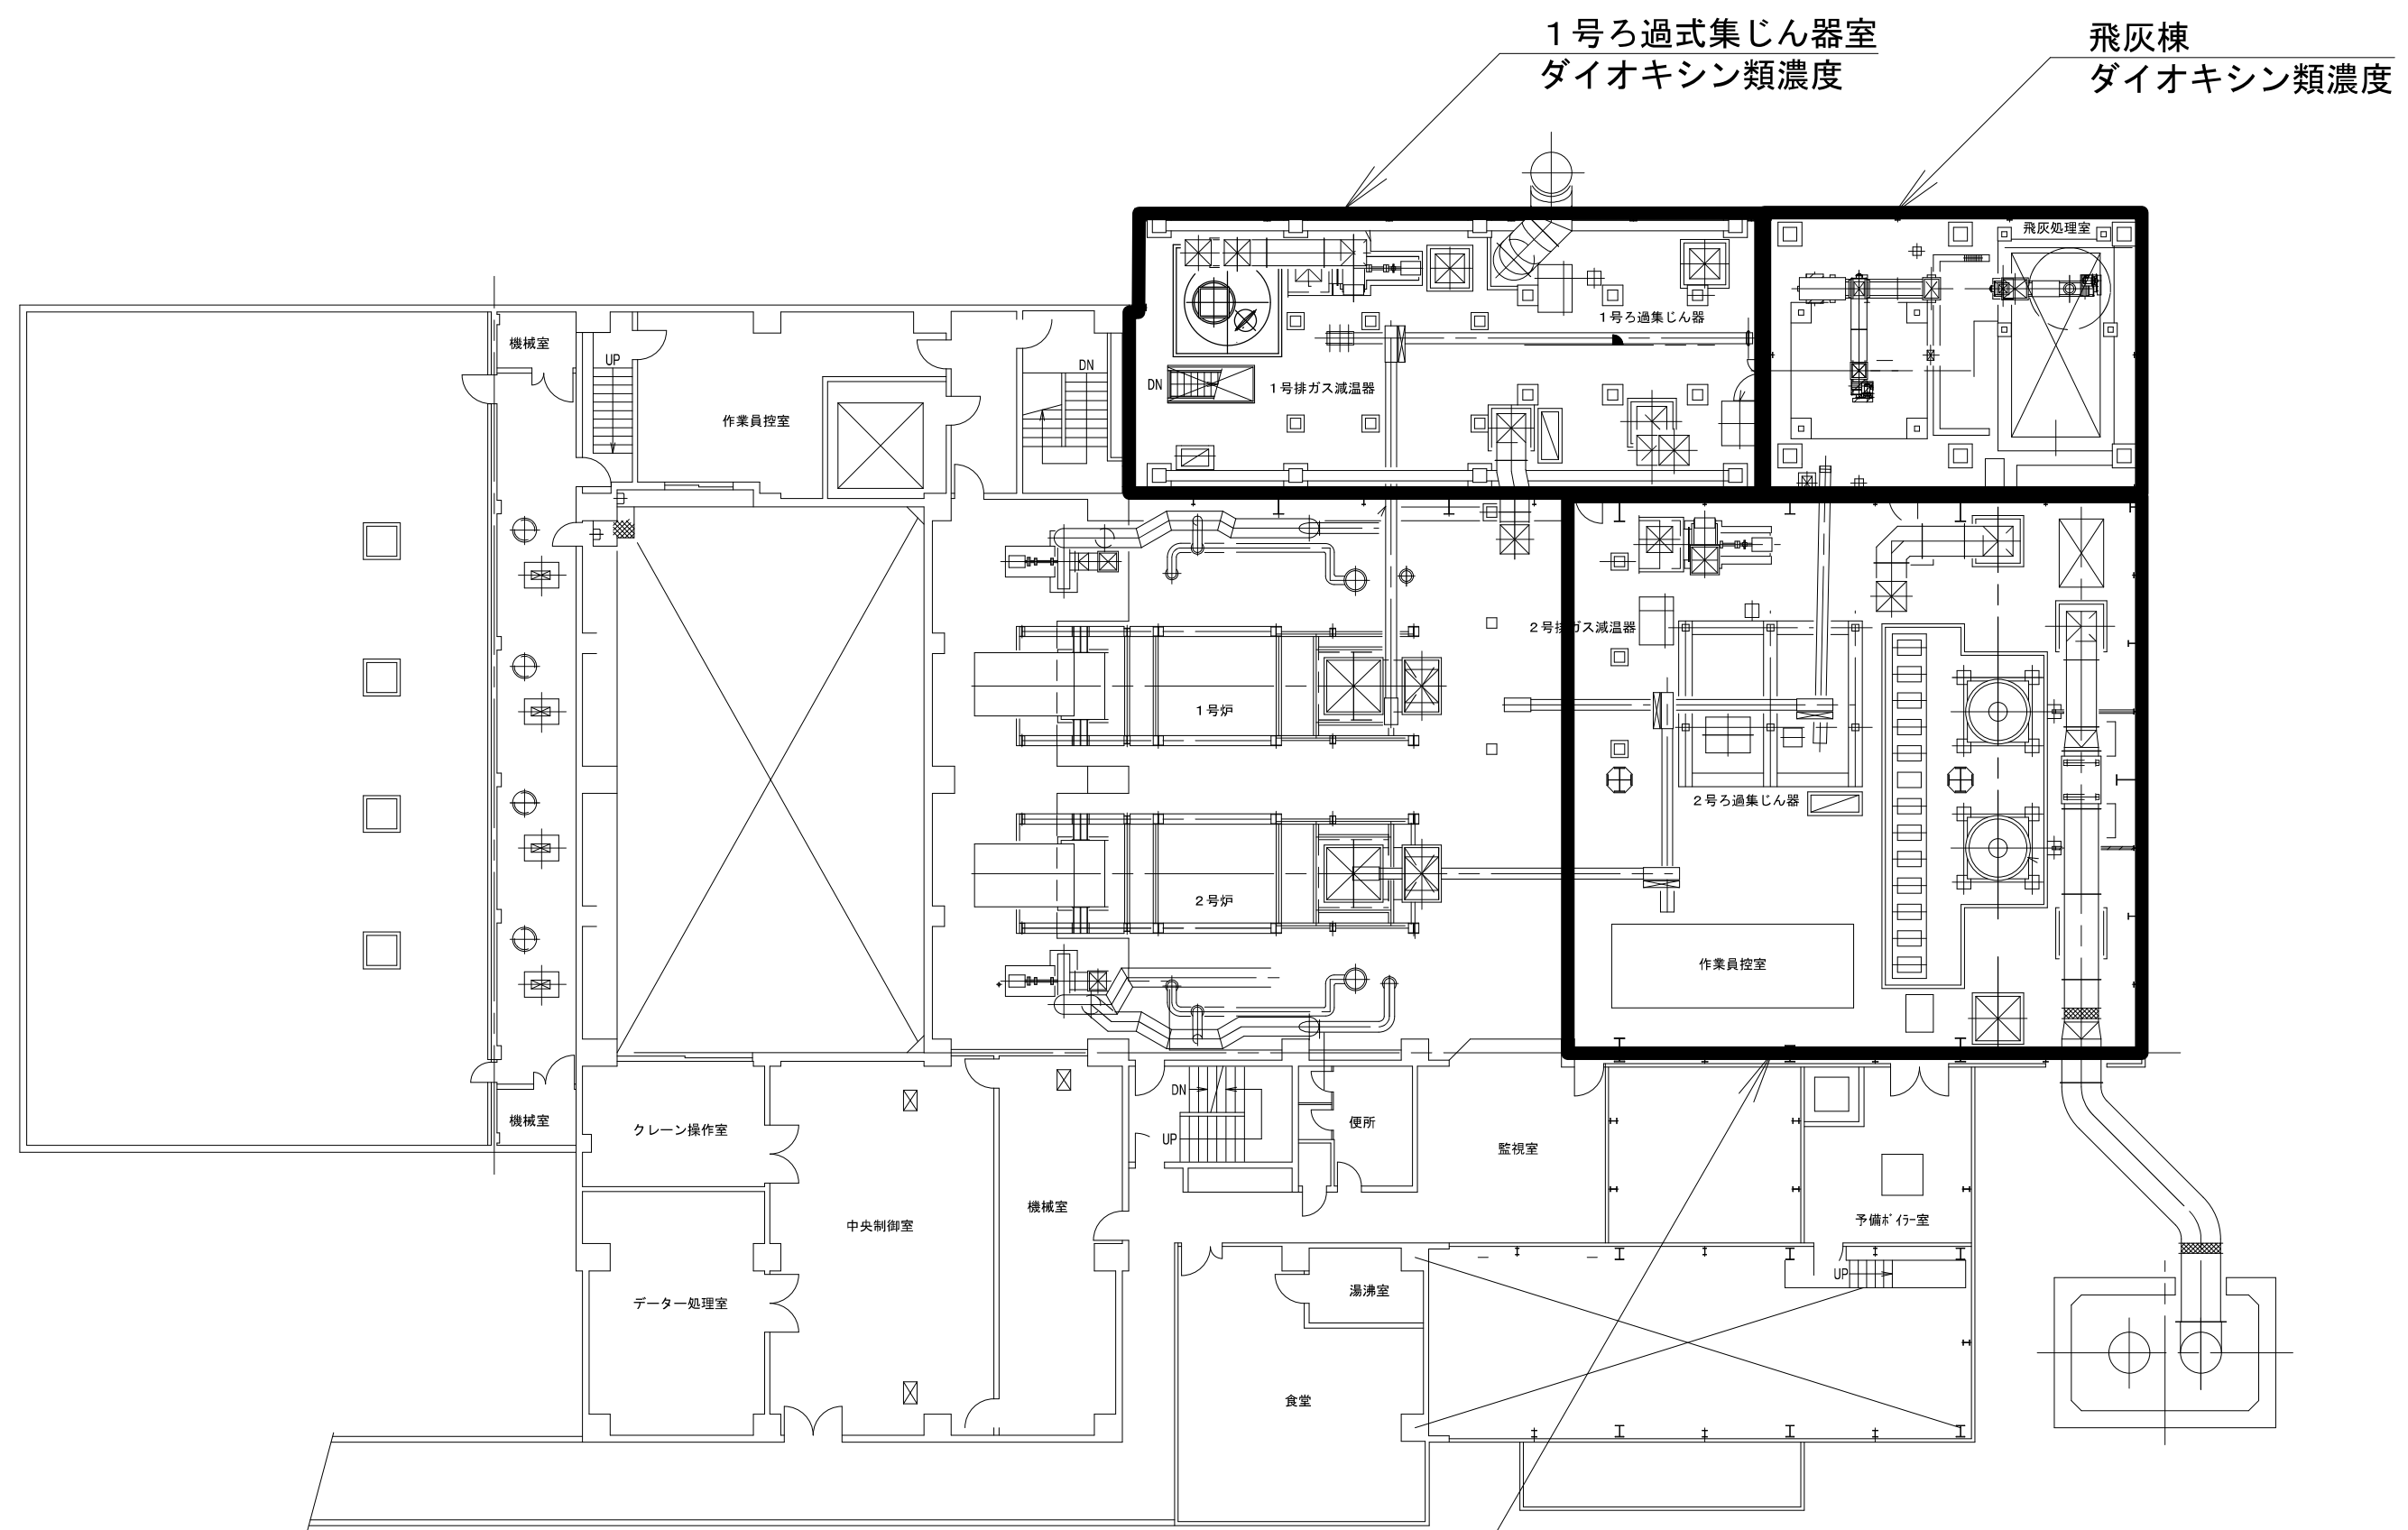 １号ろ過式集じん器室
ダイオキシン類濃度
飛灰棟
ダイオキシン類濃度
飛灰処理室
機械室
UP
DN
作業員控室
DN
１号排ガス減温器
１号ろ過集じん器
２号排ガス減温器
１号炉
２号ろ過集じん器
２号炉
作業員控室
機械室
クレーン操作室
DN
UP
便所
監視室
中央制御室
機械室
予備ﾎﾞｲﾗｰ室
UP
データー処理室
湯沸室
食堂